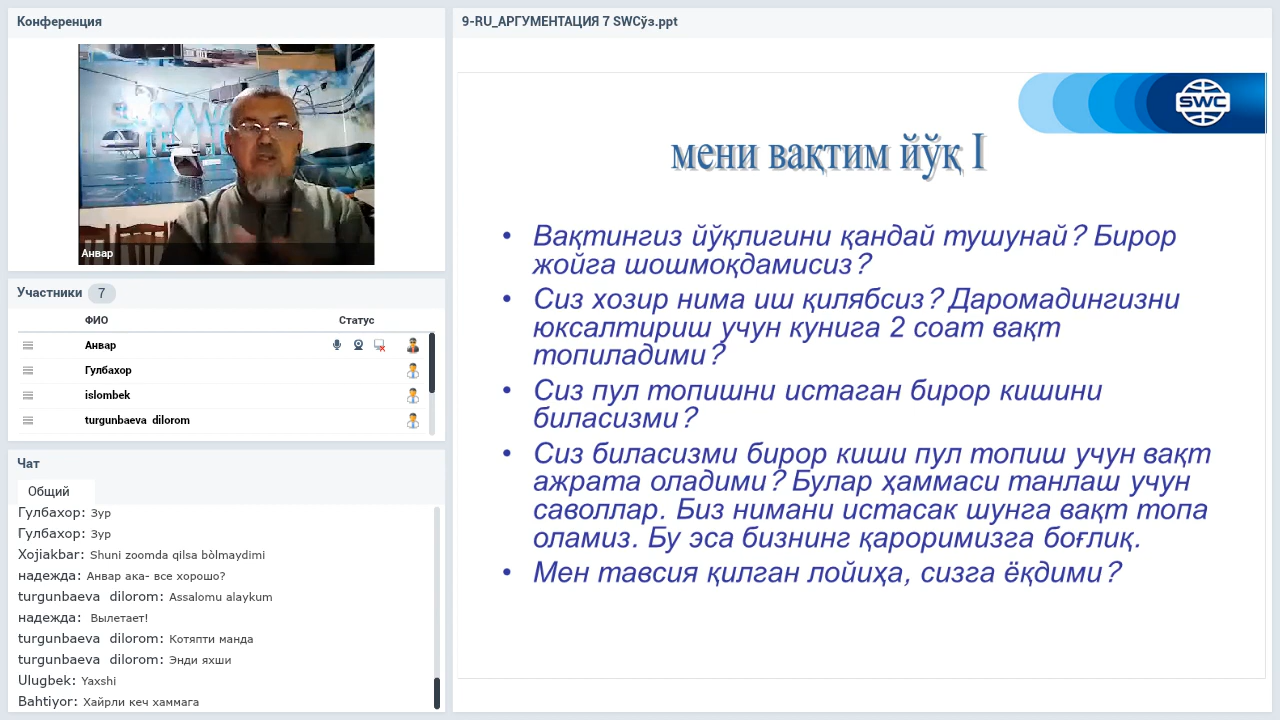 Конференция
Анвар
Участники 7
ФИО Статус
Анвар
Гулбахор
islombek
turgunbaeva dilorom
Чат
Общий
Гулбахор: Зур
Гулбахор: Зур
Xojiakbar: Shuni zoomda qilsa bòlmaydimi
надежда: Анвар ака- все хорошо?
turgunbaeva dilorom: Assalomu alaykum
надежда: Вылетает!
turgunbaeva dilorom: Котяпти манда
turgunbaeva dilorom: Энди яхши
Ulugbek: Yaxshi
Bahtiyor: Хайрли кеч хаммага
9-RU_АРГУМЕНТАЦИЯ 7 SWCўз.ppt
SWC
мени вақтим йўқ I
• Вақтингиз йўқлигини қандай тушунай? Бирор
жойга шошмоқдамисиз?
• Сиз хозир нима иш қилябсиз? Даромадингизни
юксалтириш учун кунига 2 соат вақт
топиладими?
• Сиз пул топишни истаган бирор кишини
биласизми?
• Сиз биласизми бирор киши пул топиш учун вақт
ажрата оладими? Булар ҳаммаси танлаш учун
саволлар. Биз нимани истасак шунга вақт топа
оламиз. Бу эса бизнинг қароримизга боғлиқ.
• Мен тавсия қилган лойиҳа, сизга ёқдими?